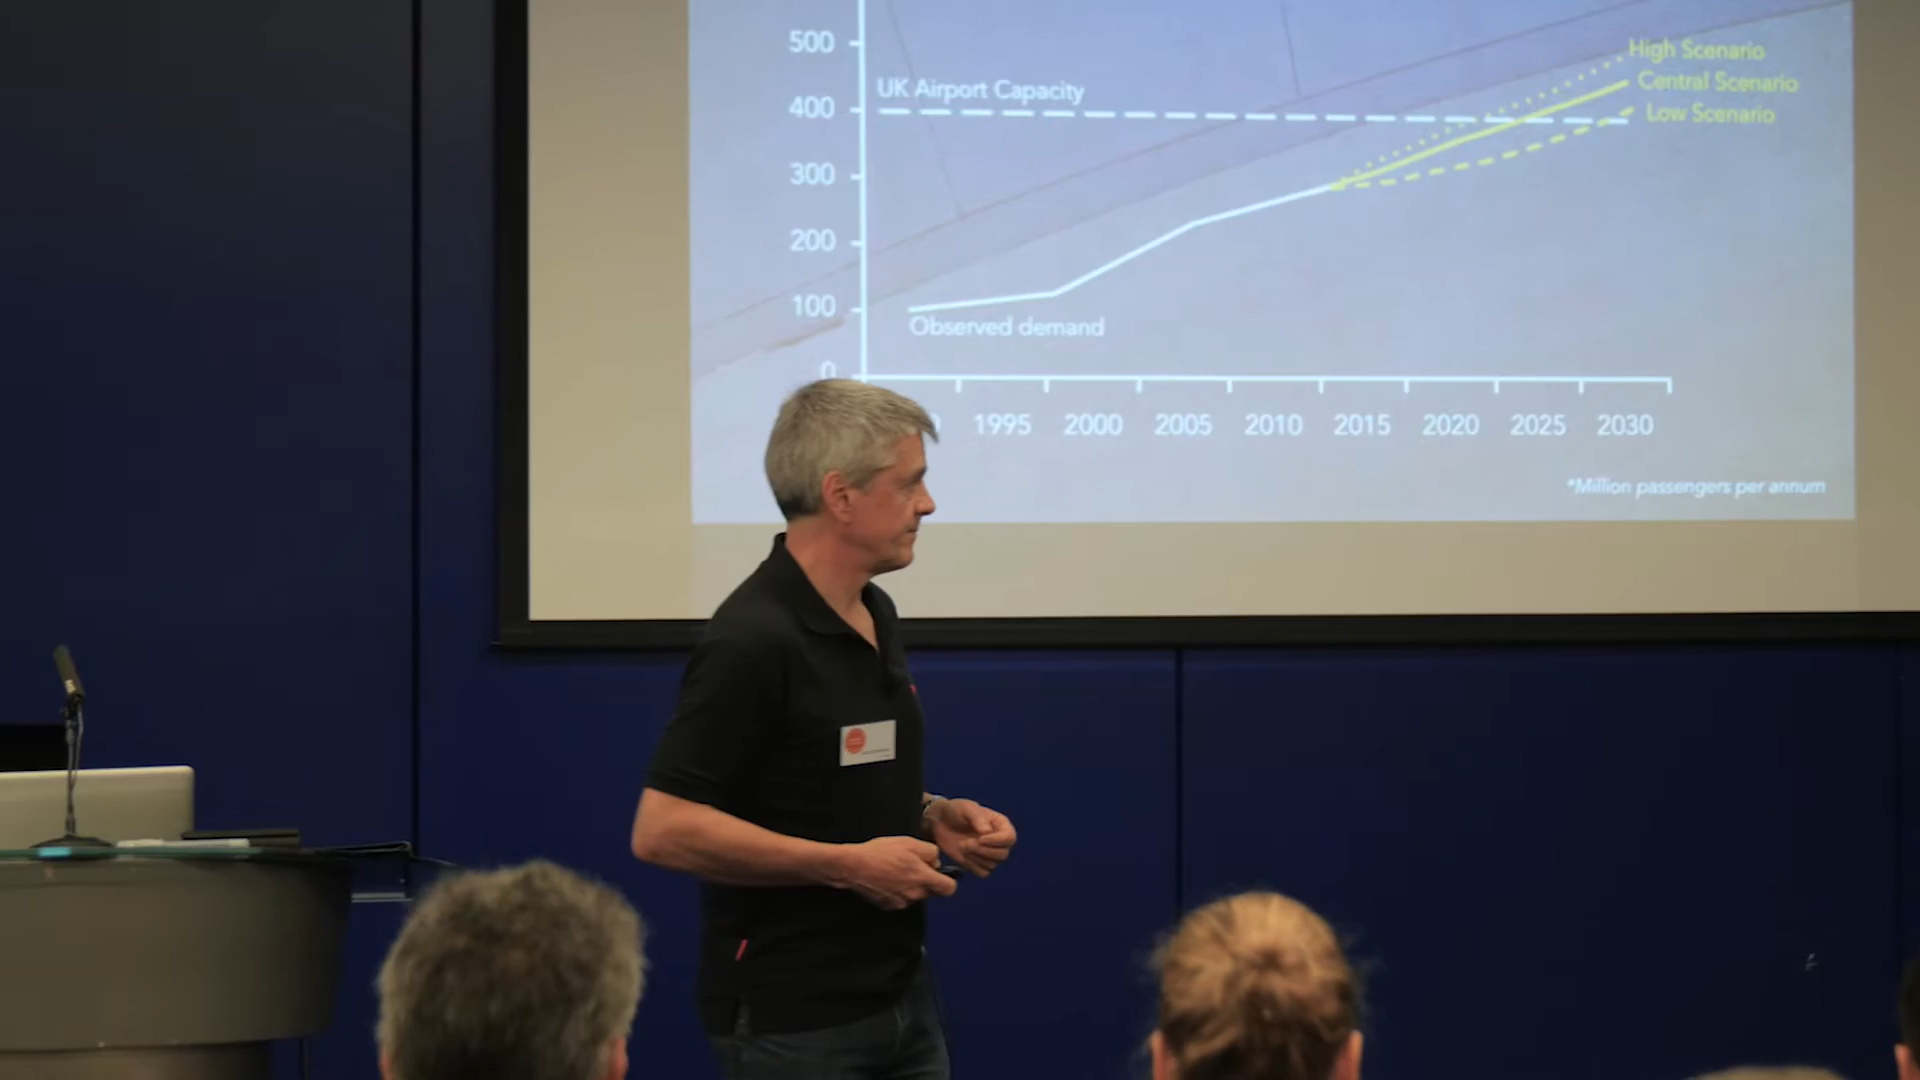 500
High Scenario
UK Airport Capacity
Central Scenario
400
Low Scenario
300
200
100
Observed demand
0
1995 2000 2005 2010 2015 2020 2025 2030
*Million passengers per annum